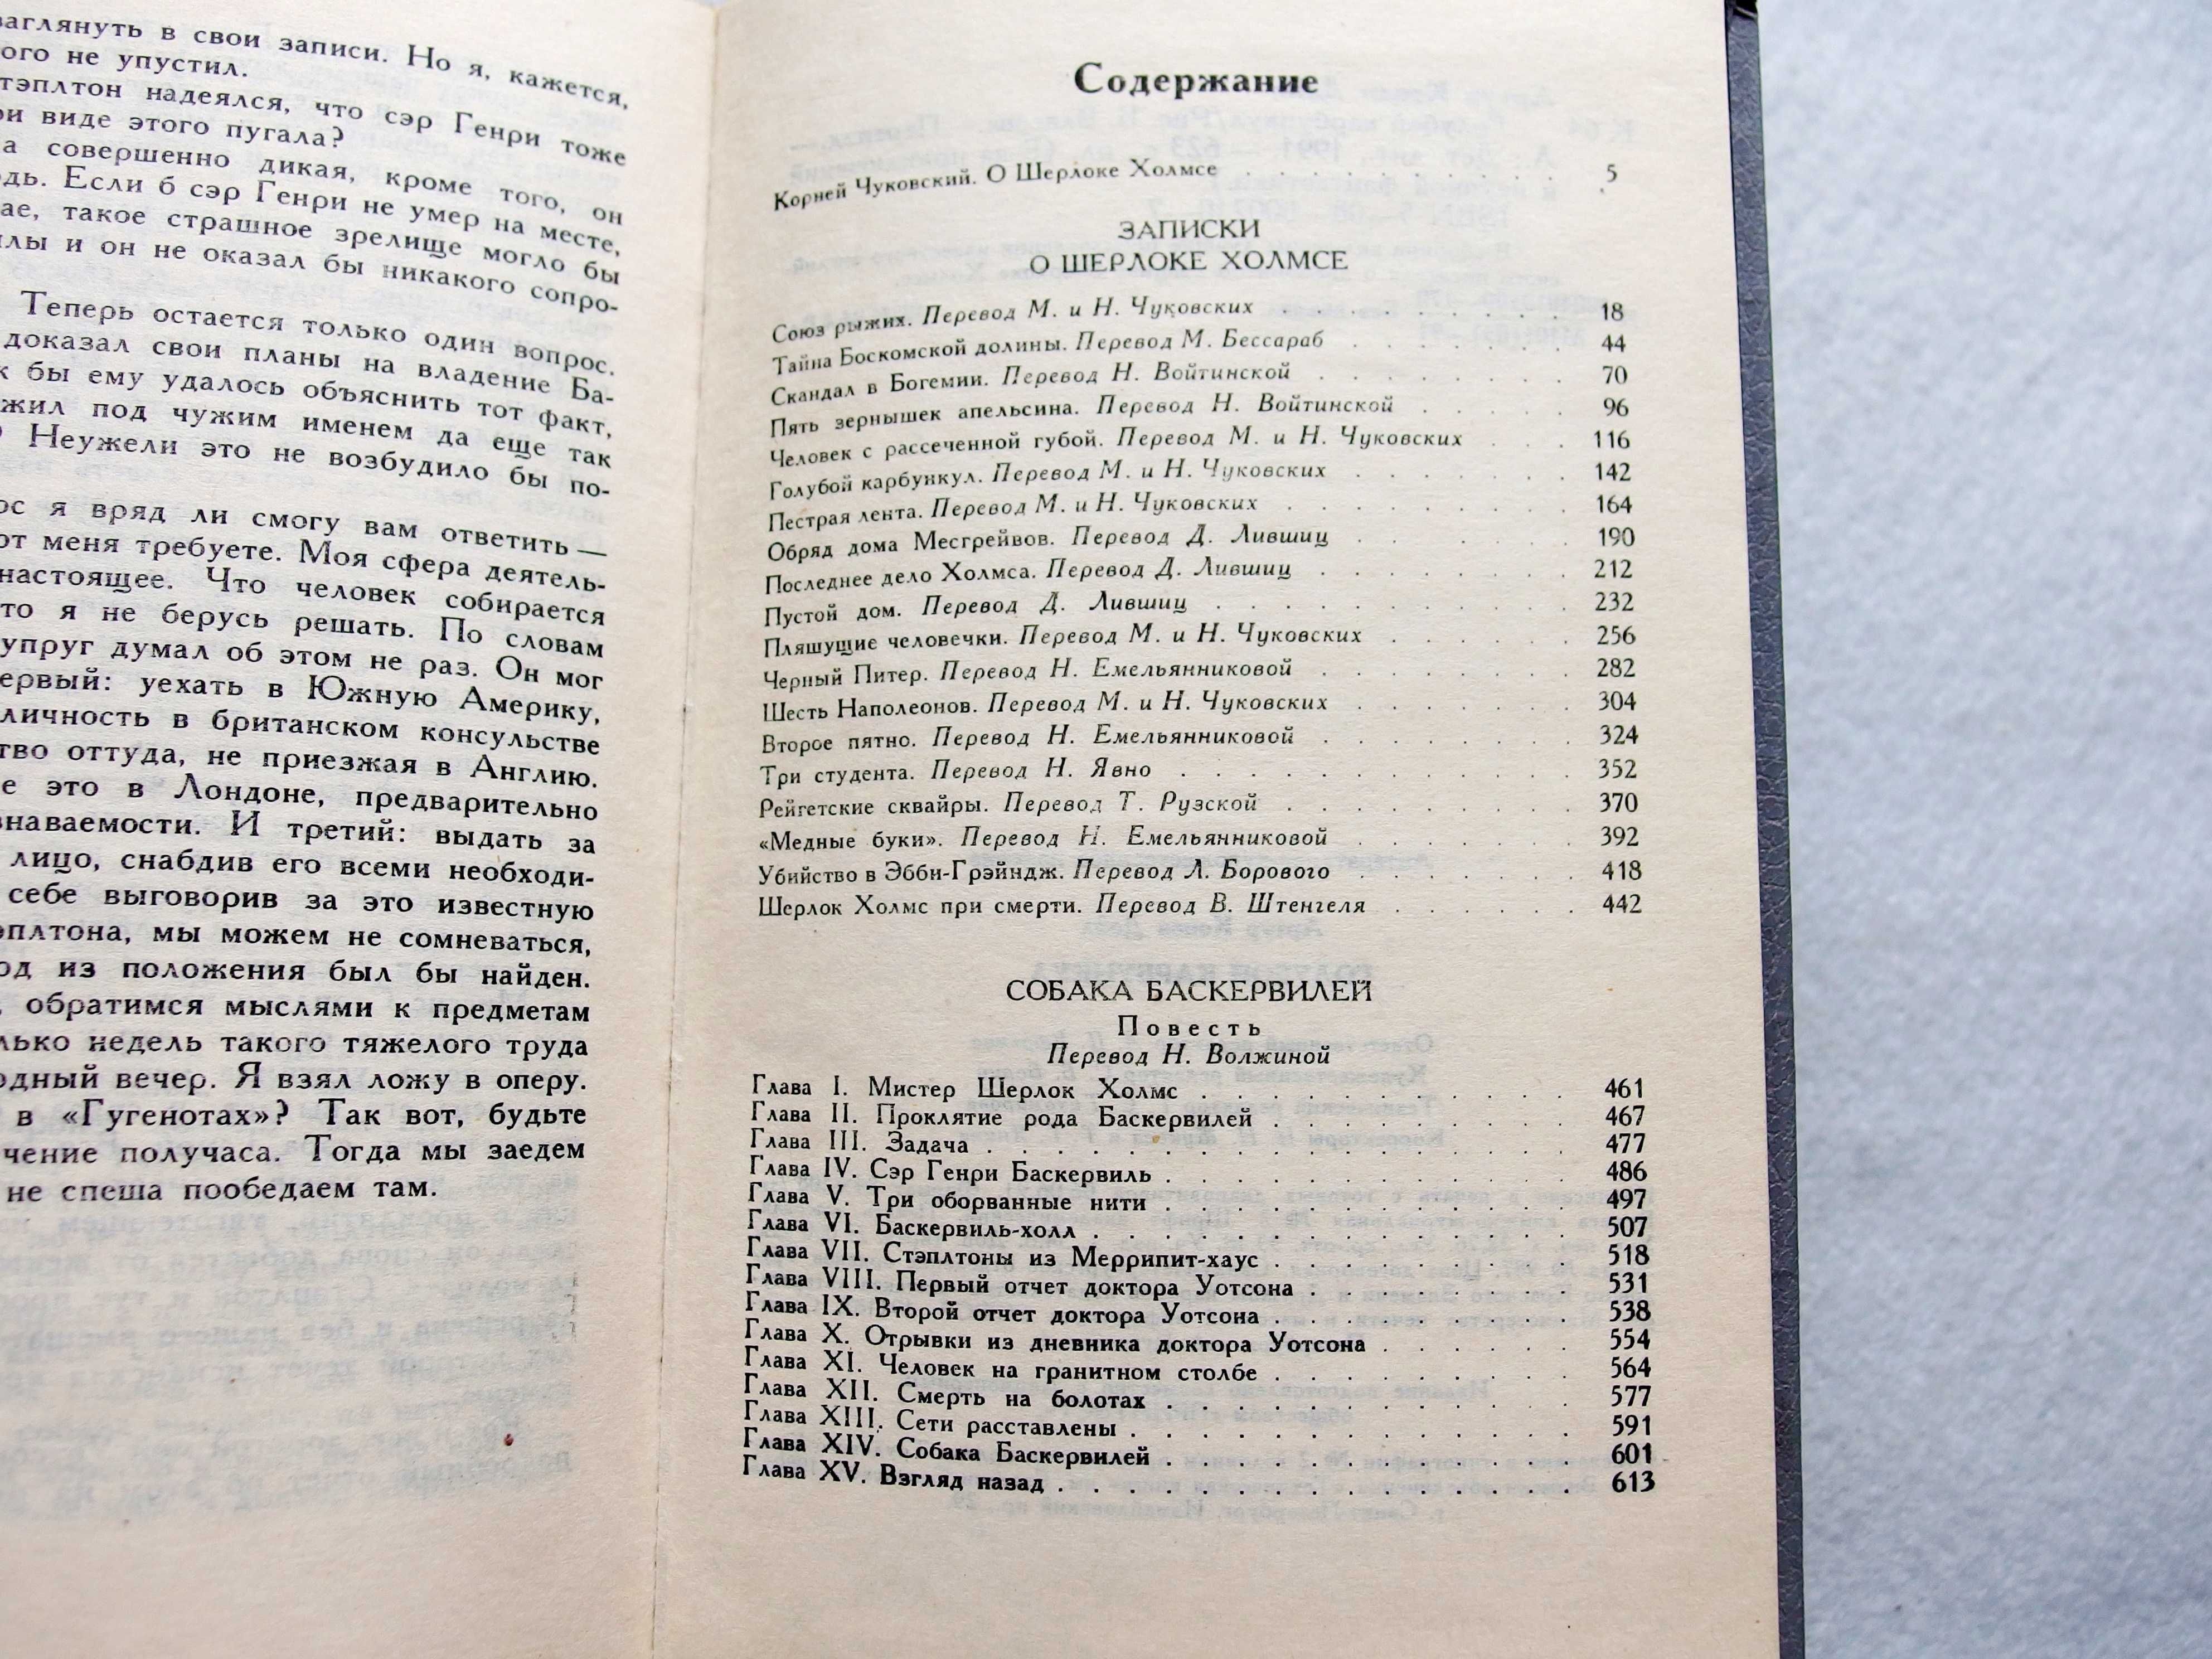 заглянуть в свои записи. Но я, кажется,
ого не упустил.
тэплтон надеялся, что сэр Генри тоже
ри виде этого пугала?
а совершенно дикая, кроме того, он
дь. Если б сэр Генри не умер на месте,
ае, такое страшное зрелище могло бы
лы и он не оказал бы никакого сопро-
Теперь остается только один вопрос.
доказал свои планы на владение Ба-
к бы ему удалось объяснить тот факт,
жил под чужим именем да еще так
? Неужели это не возбудило бы по-
ос я вряд ли смогу вам ответить —
от меня требуете. Моя сфера деятель-
настоящее. Что человек собирается
то я не берусь решать. По словам
упруг думал об этом не раз. Он мог
ервый: уехать в Южную Америку,
личность в британском консульстве
тво оттуда, не приезжая в Англию.
е это в Лондоне, предварительно
знаваемости. И третий: выдать за
лицо, снабдив его всеми необходи-
себе выговорив за это известную
эплтона, мы можем не сомневаться,
од из положения был бы найден.
, обратимся мыслями к предметам
лько недель такого тяжелого труда
одный вечер. Я взял ложу в оперу.
в «Гугенотах»? Так вот, будьте
чение получаса. Тогда мы заедем
не спеша пообедаем там.
Содержание
Корней Чуковский. О Шерлоке Холмсе . . . . . . . . . . 5
ЗАПИСКИ
О ШЕРЛОКЕ ХОЛМСЕ
Союз рыжих. Перевод М. и Н. Чуковских . . . . . . . . 18
Тайна Боскомской долины. Перевод М. Бессараб . . . . . . 44
Скандал в Богемии. Перевод Н. Войтинской . . . . . . . 70
Пять зернышек апельсина. Перевод Н. Войтинской . . . . . 96
Человек с рассеченной губой. Перевод М. и Н. Чуковских . . . 116
Голубой карбункул. Перевод М. и Н. Чуковских . . . . . . 142
Пестрая лента. Перевод М. и Н. Чуковских . . . . . . . . 164
Обряд дома Месгрейвов. Перевод Д. Лившиц . . . . . . 190
Последнее дело Холмса. Перевод Д. Лившиц . . . . . . . 212
Пустой дом. Перевод Д. Лившиц . . . . . . . . . . 232
Пляшущие человечки. Перевод М. и Н. Чуковских . . . . . 256
Черный Питер. Перевод Н. Емельянниковой . . . . . . . 282
Шесть Наполеонов. Перевод М. и Н. Чуковских . . . . . . 304
Второе пятно. Перевод Н. Емельянниковой . . . . . . . 324
Три студента. Перевод Н. Явно . . . . . . . . . . 352
Рейгетские сквайры. Перевод Т. Рузской . . . . . . . . 370
«Медные буки». Перевод Н. Емельянниковой . . . . . . 392
Убийство в Эбби-Грэйндж. Перевод Л. Борового . . . . . . 418
Шерлок Холмс при смерти. Перевод В. Штенгеля . . . . . . 442
СОБАКА БАСКЕРВИЛЕЙ
Повесть
Перевод Н. Волжиной
Глава I. Мистер Шерлок Холмс . . . . . . . . . . 461
Глава II. Проклятие рода Баскервилей . . . . . . . . 467
Глава III. Задача . . . . . . . . . . . . . . 477
Глава IV. Сэр Генри Баскервиль . . . . . . . . . . 486
Глава V. Три оборванные нити . . . . . . . . . . 497
Глава VI. Баскервиль-холл . . . . . . . . . . . . 507
Глава VII. Стэплтоны из Меррипит-хаус . . . . . . . . 518
Глава VIII. Первый отчет доктора Уотсона . . . . . . . 531
Глава IX. Второй отчет доктора Уотсона . . . . . . . . 538
Глава X. Отрывки из дневника доктора Уотсона . . . . . . 554
Глава XI. Человек на гранитном столбе . . . . . . . . 564
Глава XII. Смерть на болотах . . . . . . . . . . 577
Глава XIII. Сети расставлены . . . . . . . . . . . 591
Глава XIV. Собака Баскервилей . . . . . . . . . . 601
Глава XV. Взгляд назад . . . . . . . . . . . . 613